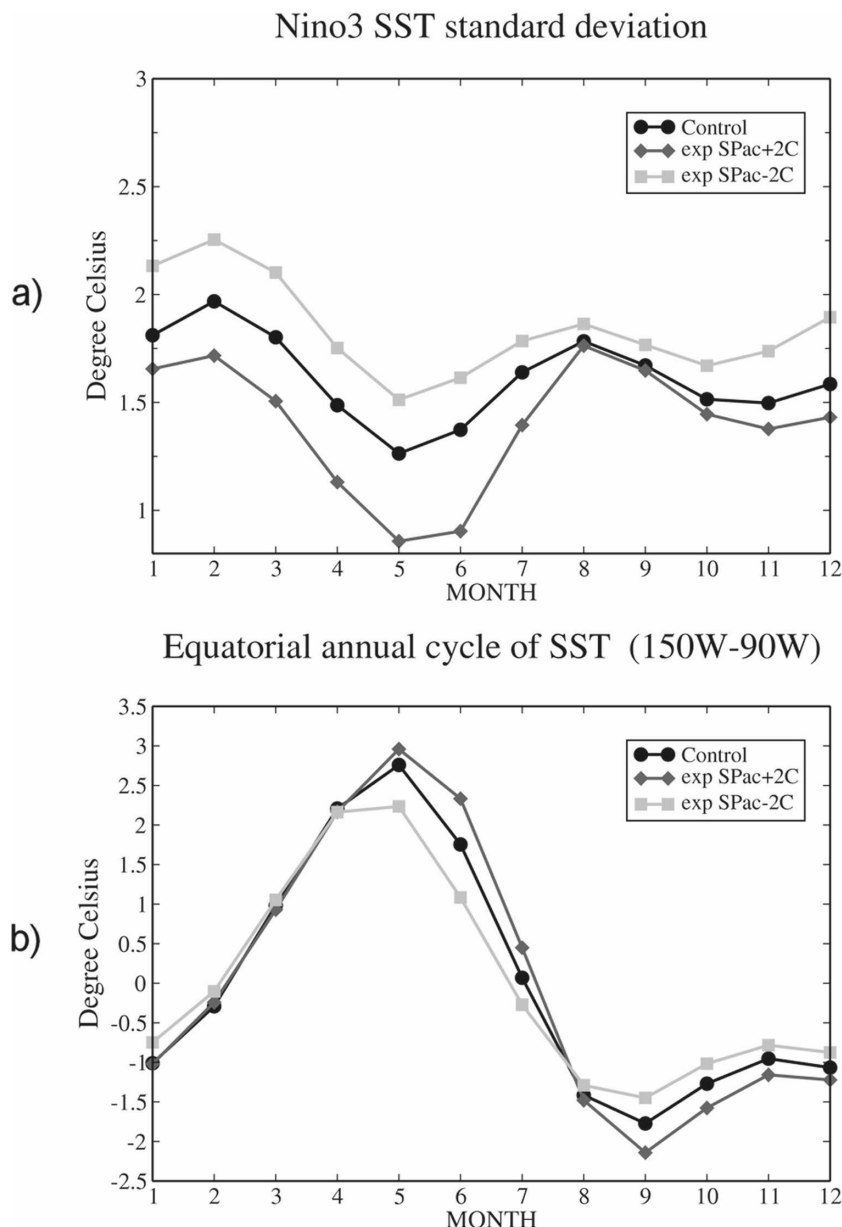 Nino3 SST standard deviation
3
2.5
2
1.5
1
Degree Celsius
a)
Control
exp SPac+2C
exp SPac-2C
1 2 3 4 5 6 7 8 9 10 11 12
MONTH
Equatorial annual cycle of SST (150W-90W)
3.5
3
2.5
2
1.5
1
0.5
0
-0.5
-1
-1.5
-2
-2.5
Degree Celsius
b)
Control
exp SPac+2C
exp SPac-2C
1 2 3 4 5 6 7 8 9 10 11 12
MONTH